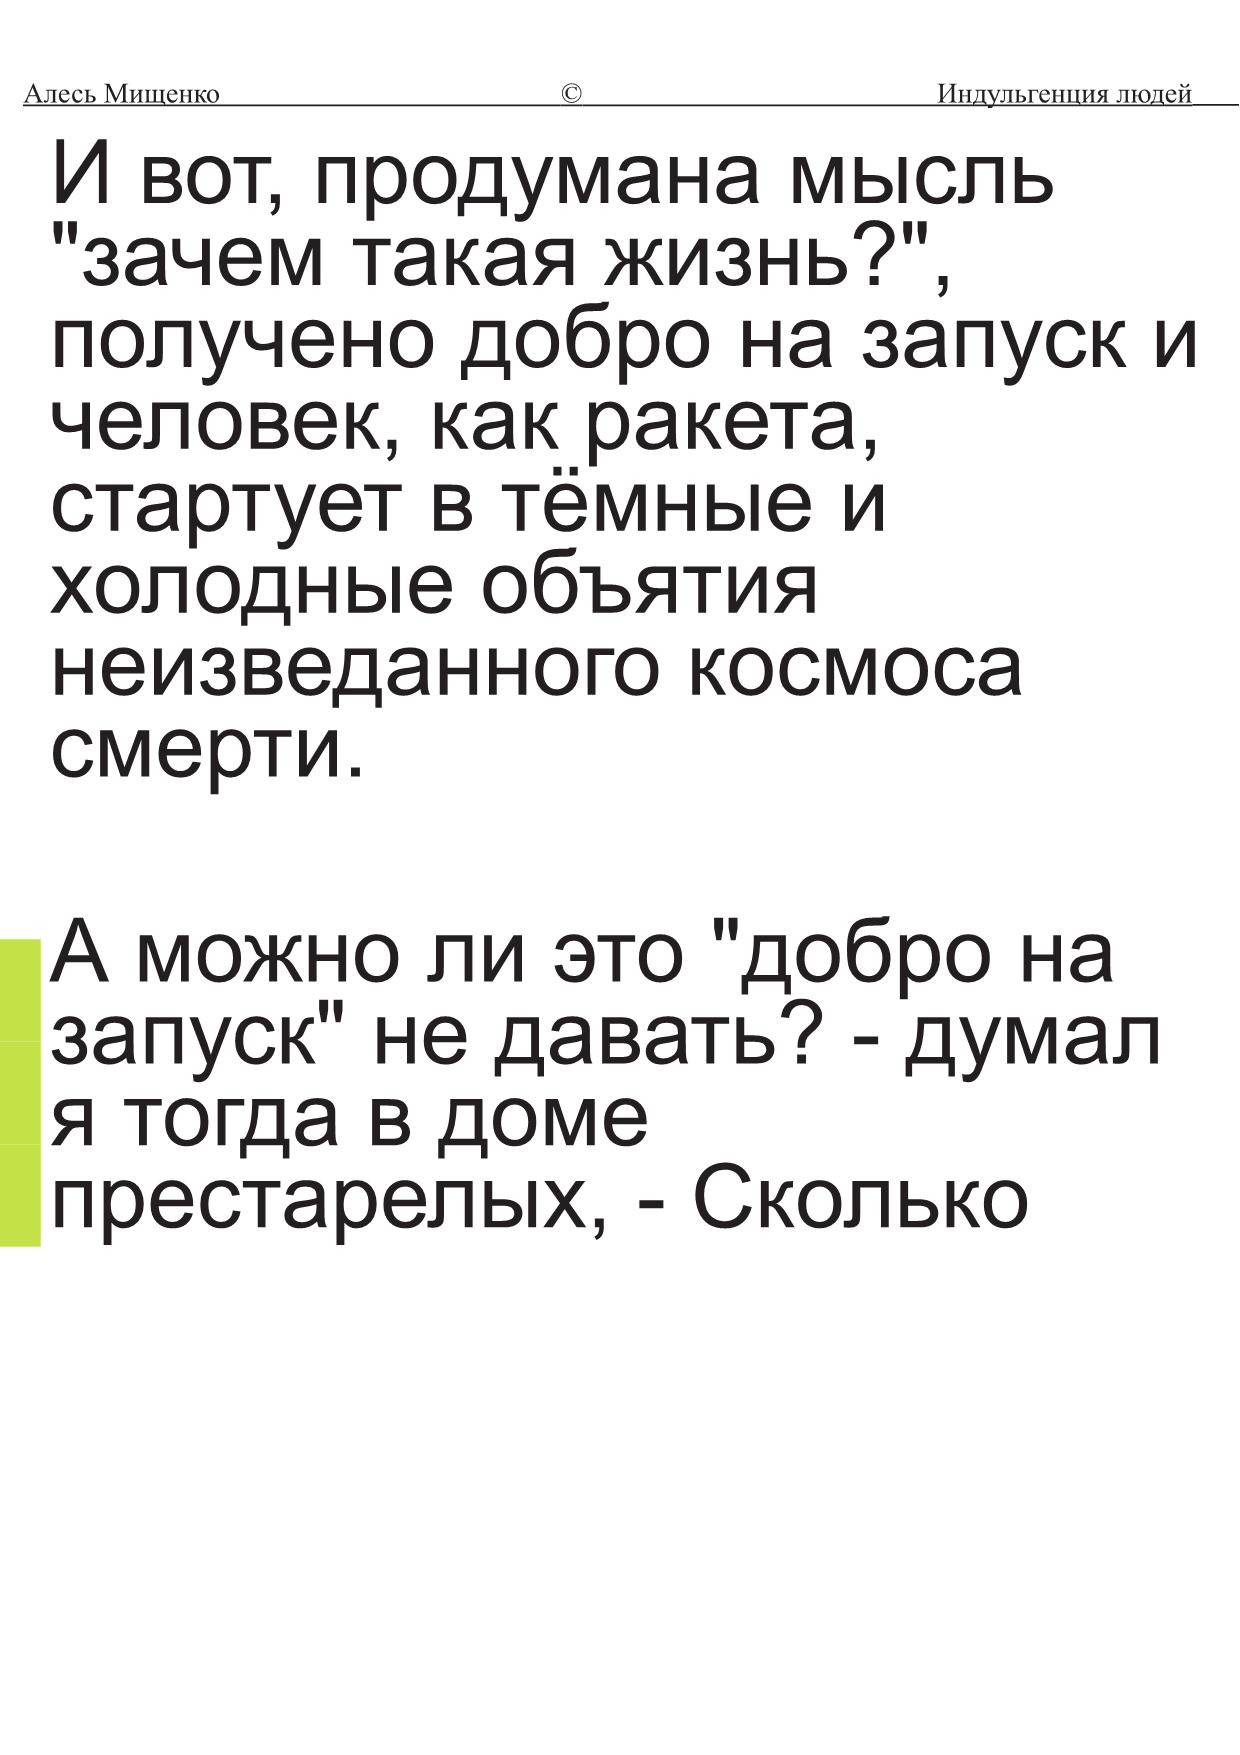 Алесь Мищенко © Индульгенция людей
И вот, продумана мысль
"зачем такая жизнь?",
получено добро на запуск и
человек, как ракета,
стартует в тёмные и
холодные объятия
неизведанного космоса
смерти.
А можно ли это "добро на
запуск" не давать? - думал
я тогда в доме
престарелых, - Сколько